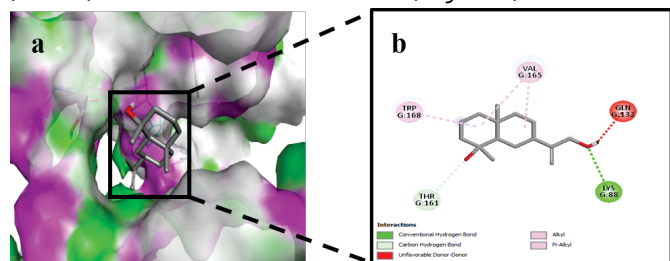 a
b
VAL
G:165
TRP
G:168
GLN
G:132
THR
G:161
LYS
G:88
Interactions
Conventional Hydrogen Bond
Carbon Hydrogen Bond
Unfavorable Donor-Donor
Alkyl
Pi-Alkyl